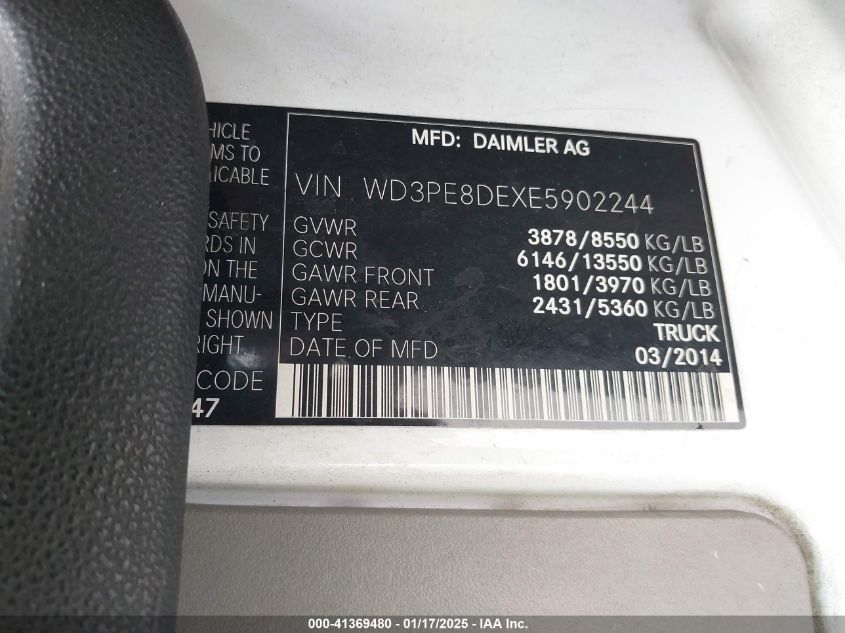 HICLE
MS TO
ICABLE
SAFETY
RDS IN
ON THE
MANU-
SHOWN
RIGHT.
CODE
47
MFD: DAIMLER AG
VIN WD3PE8DEXE5902244
GVWR 3878/8550 KG/LB
GCWR 6146/13550 KG/LB
GAWR FRONT 1801/3970 KG/LB
GAWR REAR 2431/5360 KG/LB
TYPE TRUCK
DATE OF MFD 03/2014
000-41369480 - 01/17/2025 - IAA Inc.